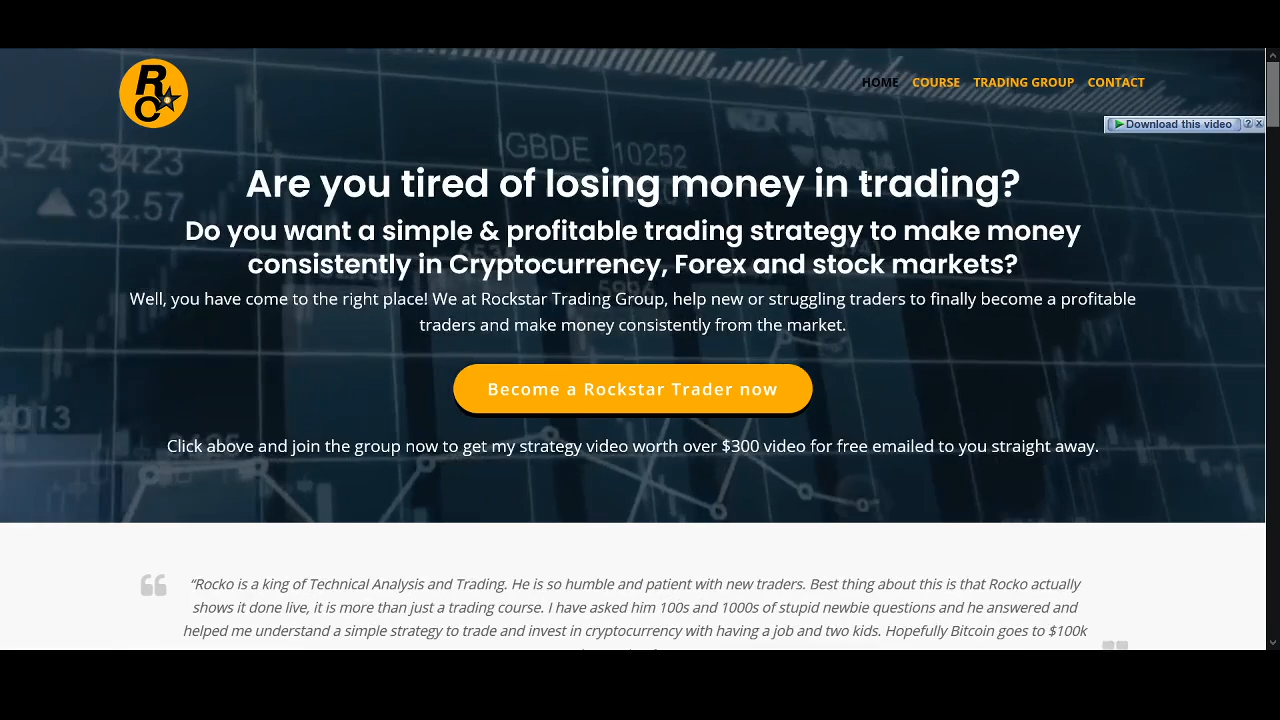 R
C
HOME COURSE TRADING GROUP CONTACT
Download this video ? X
IGBDE 10252
Q-24 3423
32.57
Are you tired of losing money in trading?
Do you want a simple & profitable trading strategy to make money
consistently in Cryptocurrency, Forex and stock markets?
Well, you have come to the right place! We at Rockstar Trading Group, help new or struggling traders to finally become a profitable
traders and make money consistently from the market.
Become a Rockstar Trader now
4013
Click above and join the group now to get my strategy video worth over $300 video for free emailed to you straight away.
“Rocko is a king of Technical Analysis and Trading. He is so humble and patient with new traders. Best thing about this is that Rocko actually
shows it done live, it is more than just a trading course. I have asked him 100s and 1000s of stupid newbie questions and he answered and
helped me understand a simple strategy to trade and invest in cryptocurrency with having a job and two kids. Hopefully Bitcoin goes to $100k